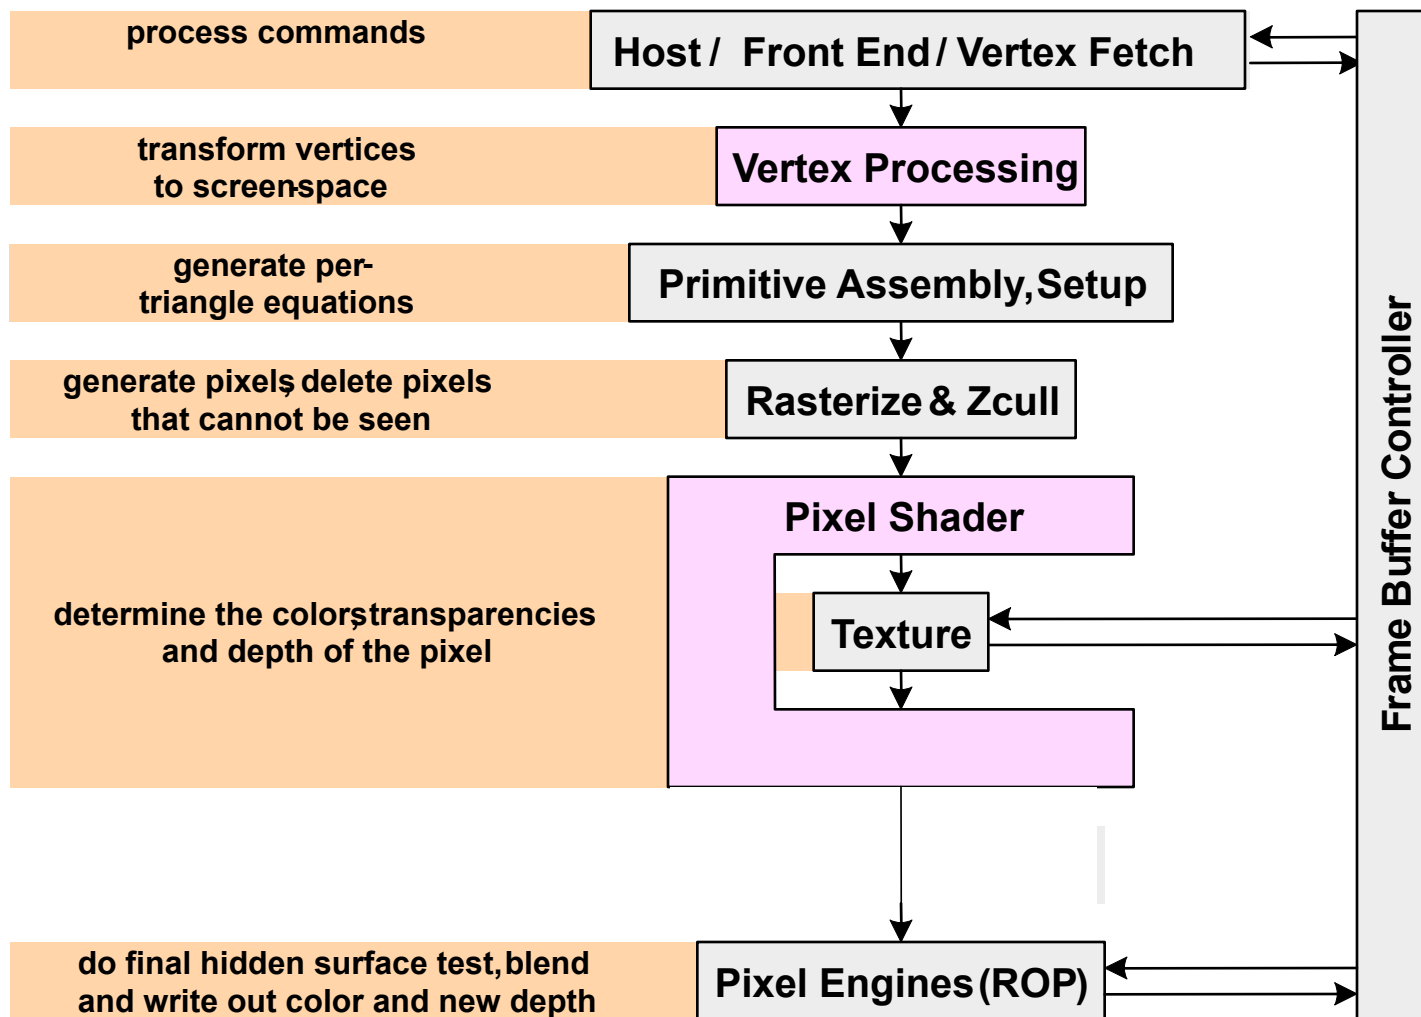 process commands
Host / Front End / Vertex Fetch
transform vertices
to screen-space
Vertex Processing
generate per-
triangle equations
Primitive Assembly, Setup
generate pixels, delete pixels
that cannot be seen
Rasterize & Zcull
Pixel Shader
determine the colors, transparencies
and depth of the pixel
Texture
do final hidden surface test, blend
and write out color and new depth
Pixel Engines (ROP)
Frame Buffer Controller